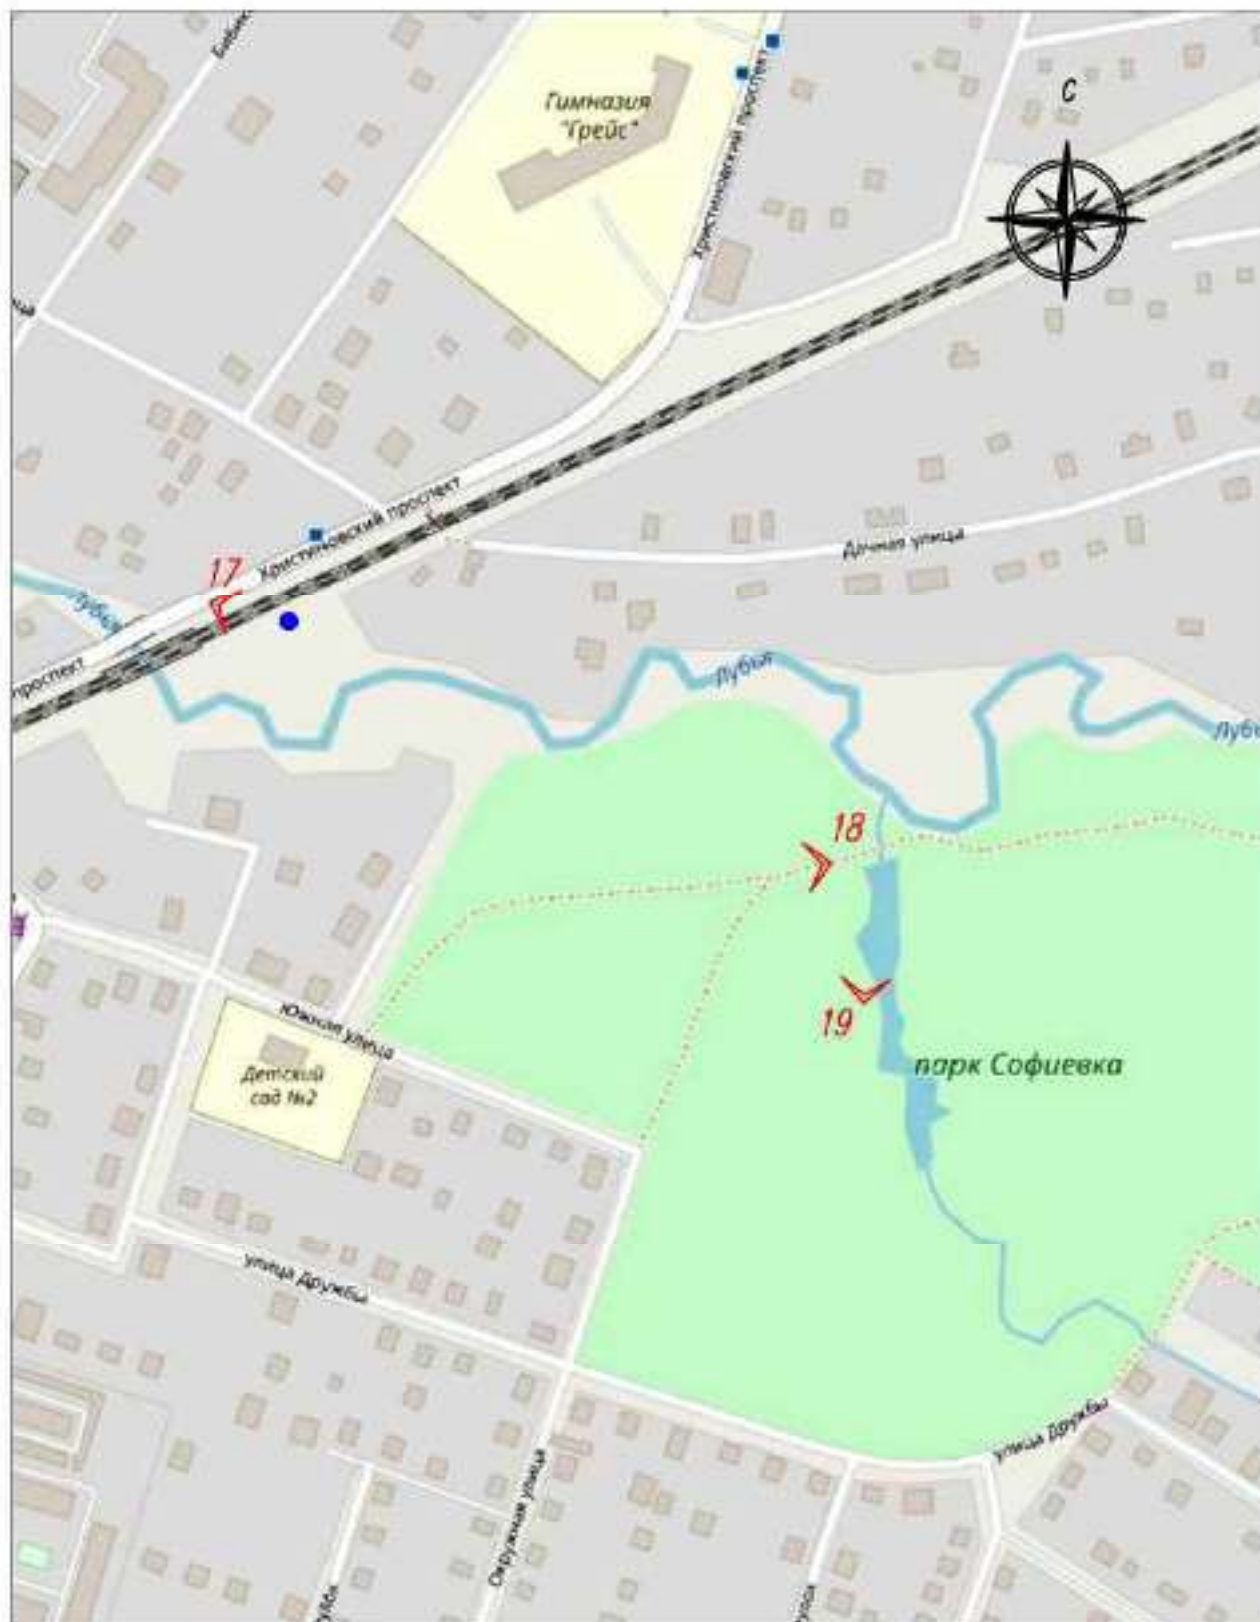 Гимназия
"Грейс"
Христиновский проспект
С
Христиновский проспект
17
Дачная улица
Лубья
проспект
Лубья
18
19
Южная улица
парк Софиевка
Детский
сад №2
улица Дружбы
улица Дружбы
Окружная улица